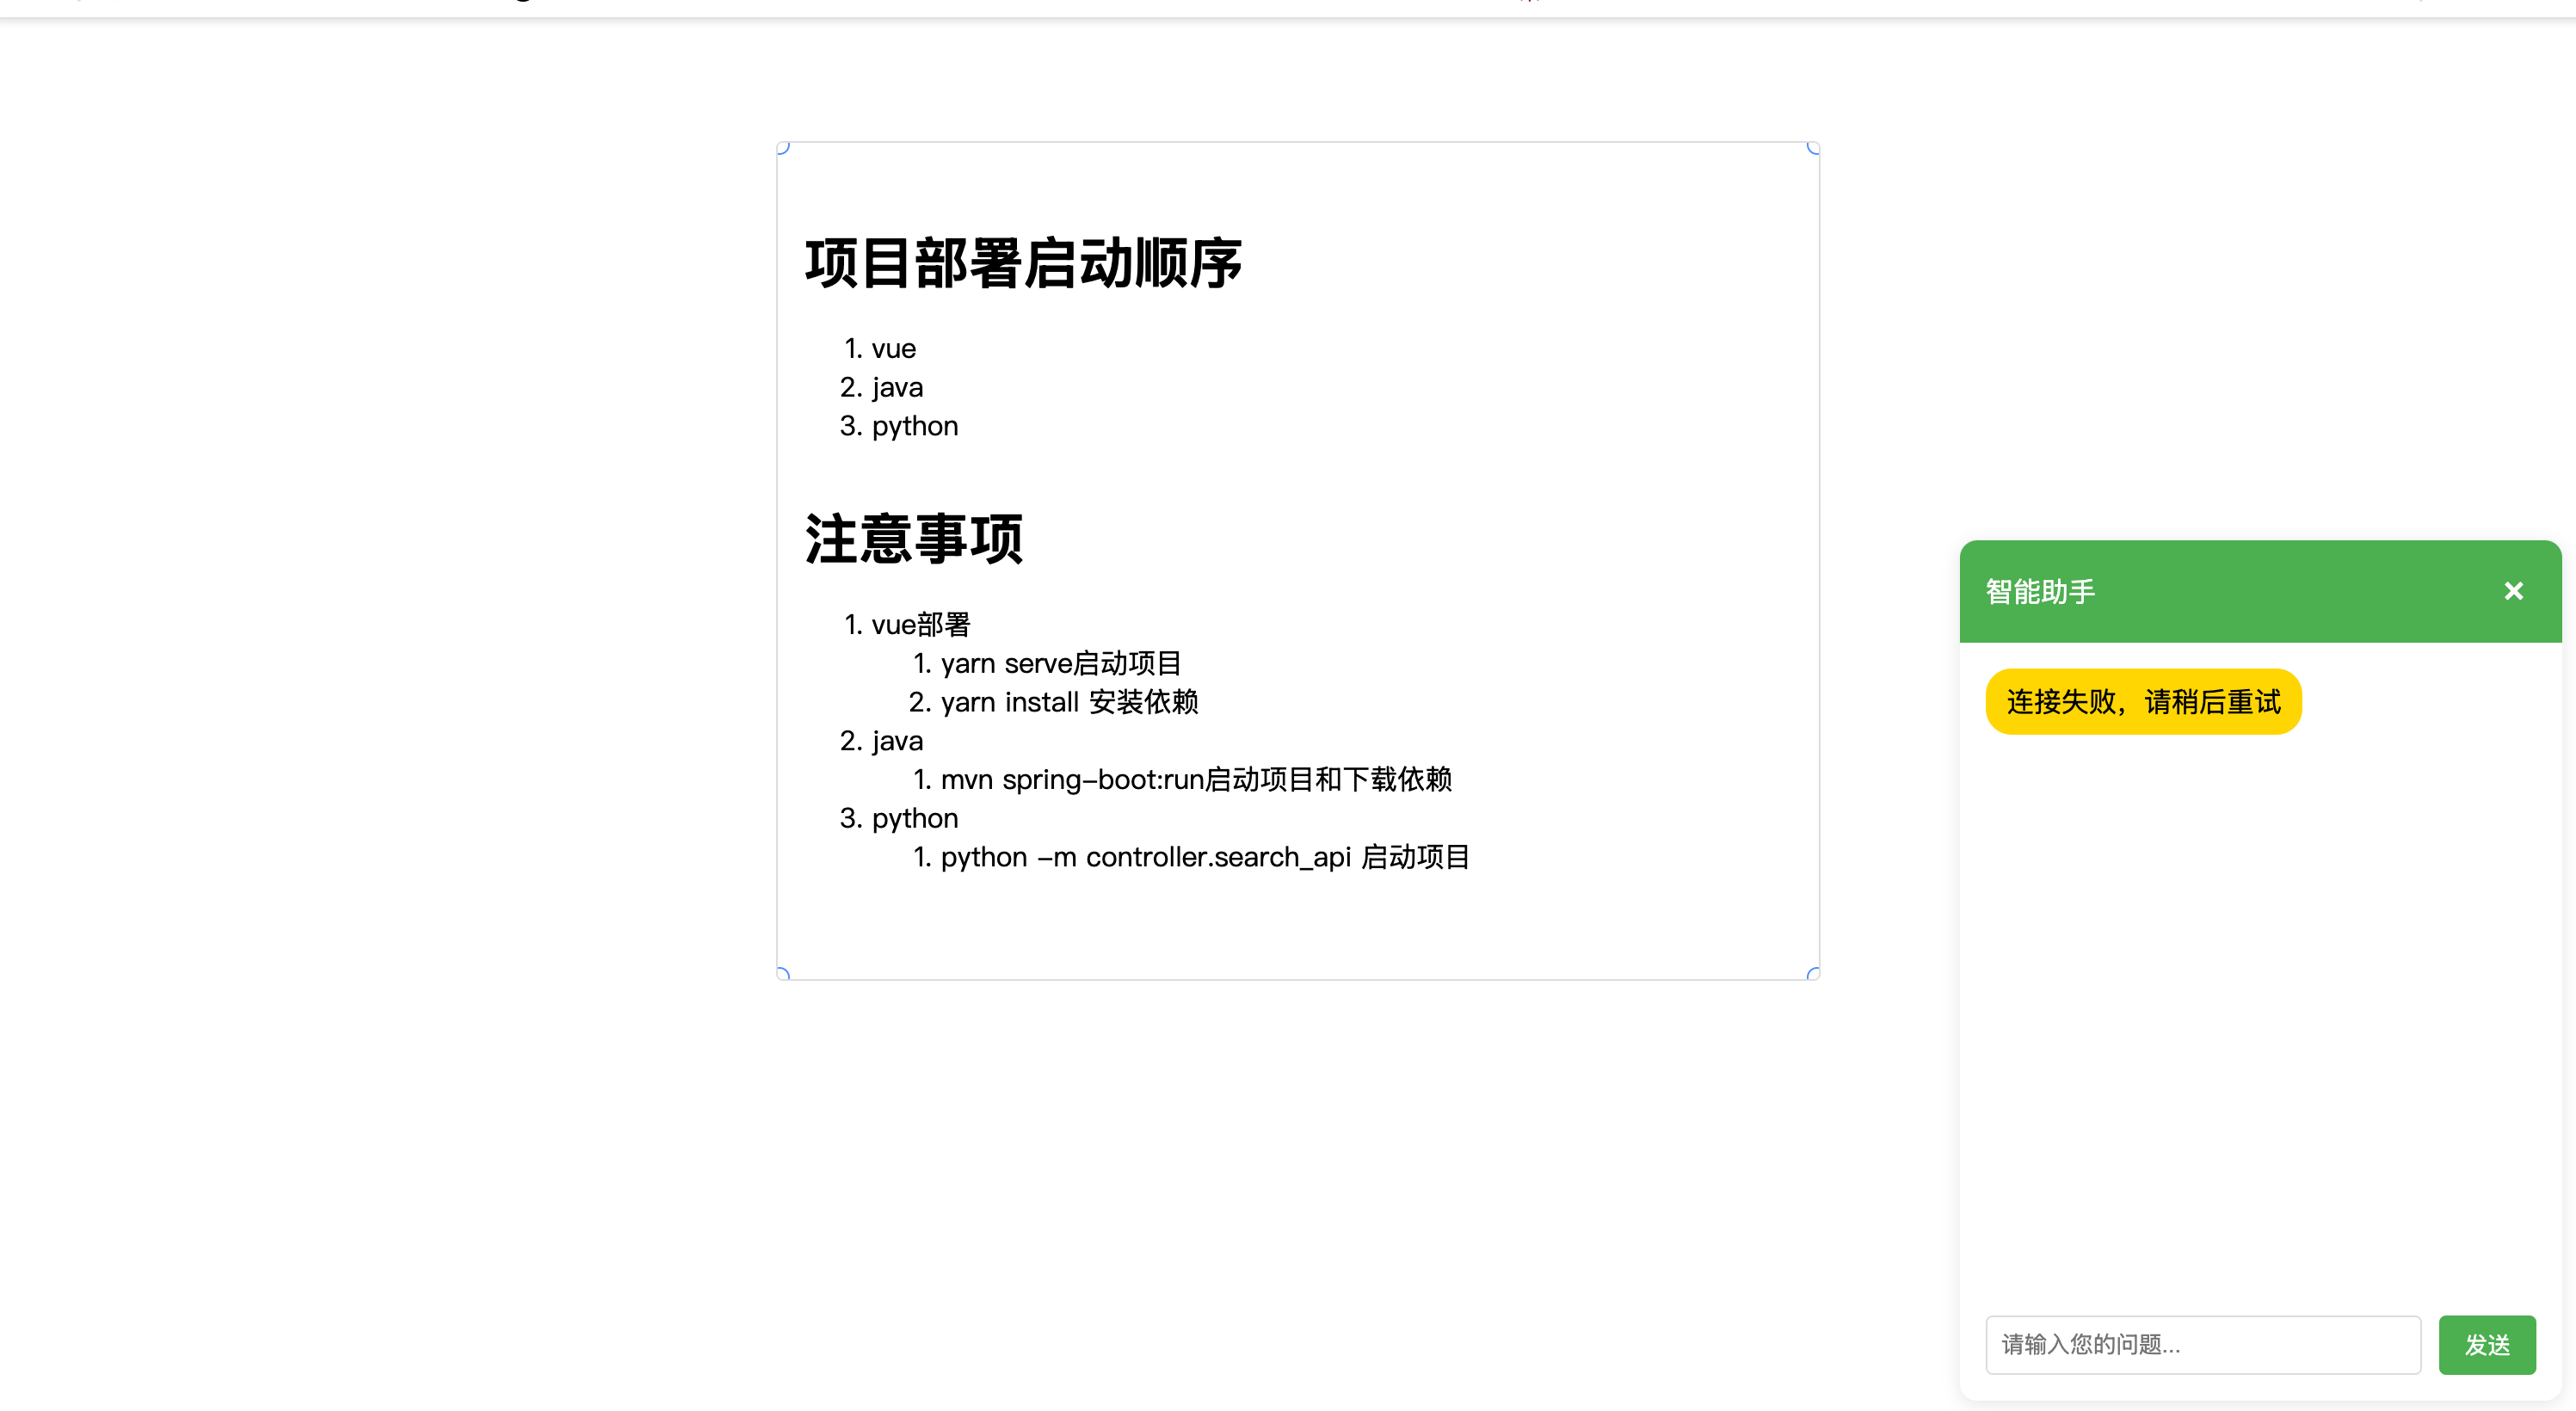 项目部署启动顺序
1. vue
2. java
3. python
注意事项
1. vue部署
1. yarn serve启动项目
2. yarn install 安装依赖
2. java
1. mvn spring-boot:run启动项目和下载依赖
3. python
1. python -m controller.search_api 启动项目
智能助手
连接失败，请稍后重试
请输入您的问题...
发送